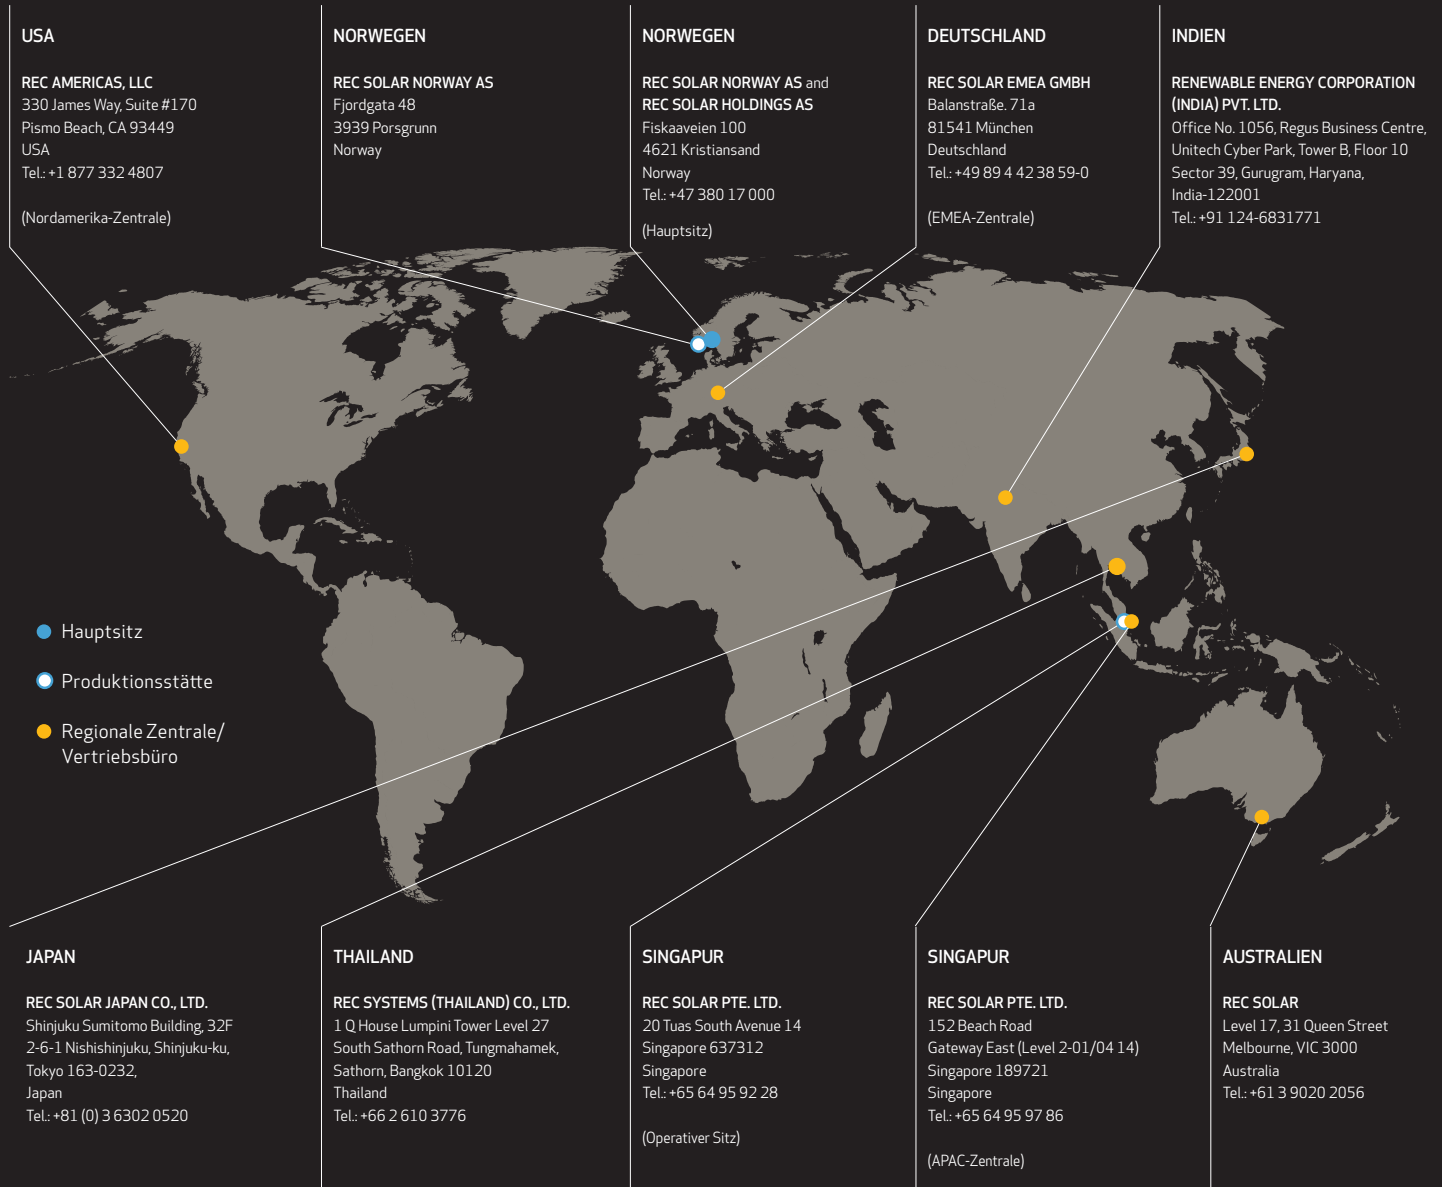 USA
REC AMERICAS, LLC
330 James Way, Suite #170
Pismo Beach, CA 93449
USA
Tel.: +1 877 332 4807
(Nordamerika-Zentrale)
NORWEGEN
REC SOLAR NORWAY AS
Fjordgata 48
3939 Porsgrunn
Norway
NORWEGEN
REC SOLAR NORWAY AS and
REC SOLAR HOLDINGS AS
Fiskaaveien 100
4621 Kristiansand
Norway
Tel.: +47 380 17 000
(Hauptsitz)
DEUTSCHLAND
REC SOLAR EMEA GMBH
Balanstraße. 71a
81541 München
Deutschland
Tel.: +49 89 4 42 38 59-0
(EMEA-Zentrale)
INDIEN
RENEWABLE ENERGY CORPORATION
(INDIA) PVT. LTD.
Office No. 1056, Regus Business Centre,
Unitech Cyber Park, Tower B, Floor 10
Sector 39, Gurugram, Haryana,
India-122001
Tel.: +91 124-6831771
Hauptsitz
Produktionsstätte
Regionale Zentrale/
Vertriebsbüro
JAPAN
REC SOLAR JAPAN CO., LTD.
Shinjuku Sumitomo Building, 32F
2-6-1 Nishishinjuku, Shinjuku-ku,
Tokyo 163-0232,
Japan
Tel.: +81 (0) 3 6302 0520
THAILAND
REC SYSTEMS (THAILAND) CO., LTD.
1 Q House Lumpini Tower Level 27
South Sathorn Road, Tungmahamek,
Sathorn, Bangkok 10120
Thailand
Tel.: +66 2 610 3776
SINGAPUR
REC SOLAR PTE. LTD.
20 Tuas South Avenue 14
Singapore 637312
Singapore
Tel.: +65 64 95 92 28
(Operativer Sitz)
SINGAPUR
REC SOLAR PTE. LTD.
152 Beach Road
Gateway East (Level 2-01/04 14)
Singapore 189721
Singapore
Tel.: +65 64 95 97 86
(APAC-Zentrale)
AUSTRALIEN
REC SOLAR
Level 17, 31 Queen Street
Melbourne, VIC 3000
Australia
Tel.: +61 3 9020 2056